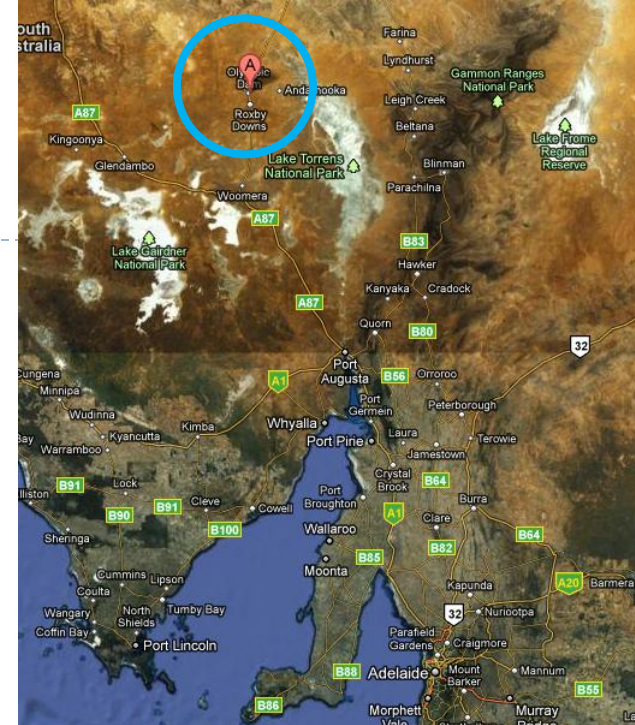 outh
stralia
Farina
A
Lyndhurst
Olympic
Dam
Andamooka
Gammon Ranges
National Park
Leigh Creek
Roxby
Downs
A87
Beltana
Kingoonya
Lake Frome
Regional
Reserve
Glendambo
Lake Torrens
National Park
Blinman
Woomera
Parachilna
A87
B83
Lake Gairdner
National Park
Hawker
Kanyaka
Cradock
A87
Quorn
B80
32
Port
Augusta
ungena
A1
B56
Orroroo
Minnipa
Port
Germein
Peterborough
Wudinna
Kimba
Whyalla
Bay
Kyancutta
Laura
Terowie
Warramboo
Port Pirie
Jamestown
Crystal
Brook
B64
B91
Lock
lliston
Port
Broughton
Burra
B91
Cleve
Cowell
B90
A1
Clare
B100
Wallaroo
B64
Sheringa
B82
B85
Moonta
Cummins
Lipson
A20
Barmera
Coulta
Kapunda
Wangary
North
Shields
Tumby Bay
32
Nuriootpa
Coffin Bay
Parafield
Gardens
Craigmore
Port Lincoln
B88
Adelaide
Mount
Barker
Mannum
B55
B86
Morphett
Vale
Murray